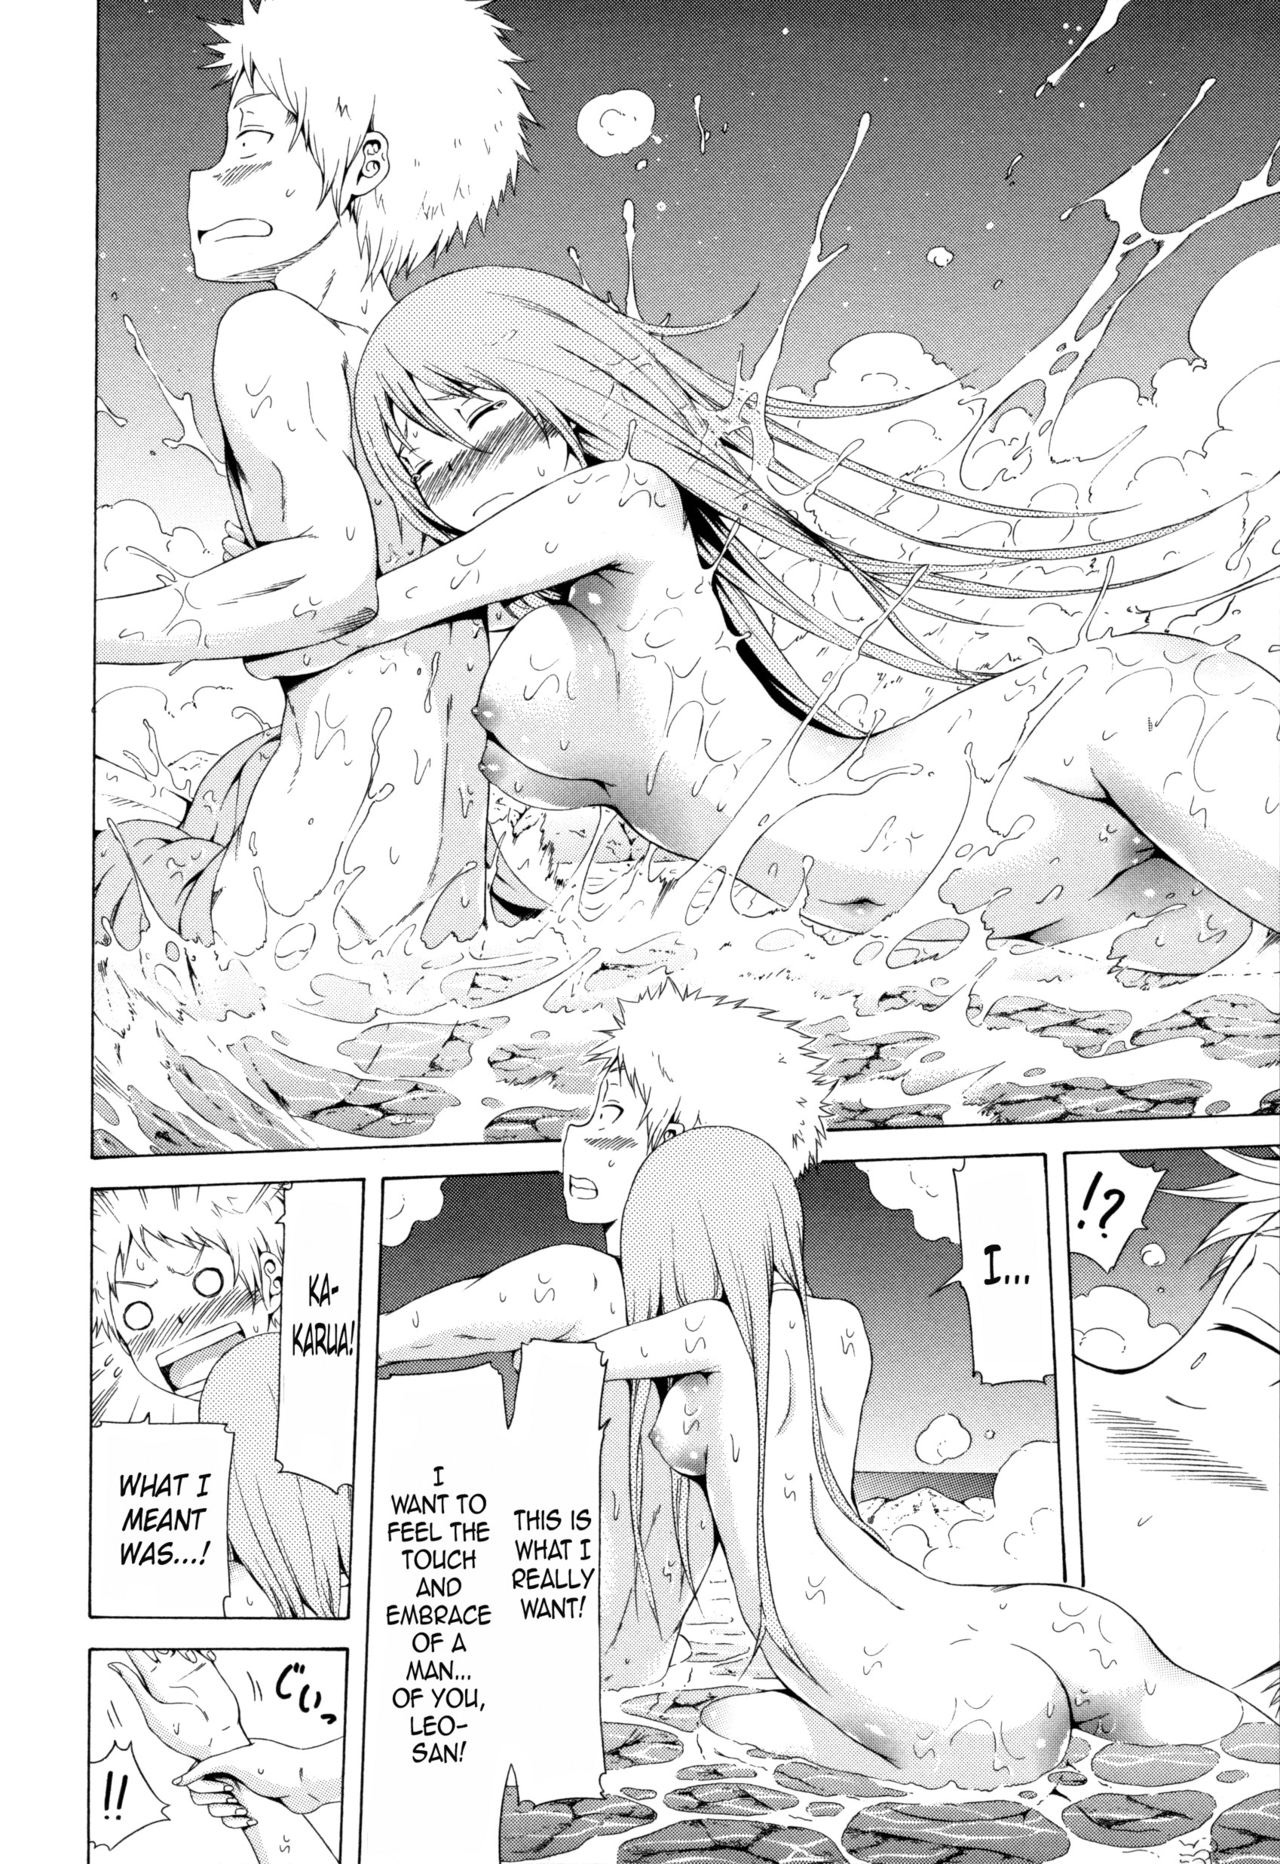 !?
I...
THIS IS
WHAT I
REALLY
WANT!
I
WANT TO
FEEL THE
TOUCH
AND
EMBRACE
OF A
MAN...
OF YOU,
LEO-
SAN!
KA-
KARUA!
WHAT I
MEANT
WAS...!
ぐいっ
!!